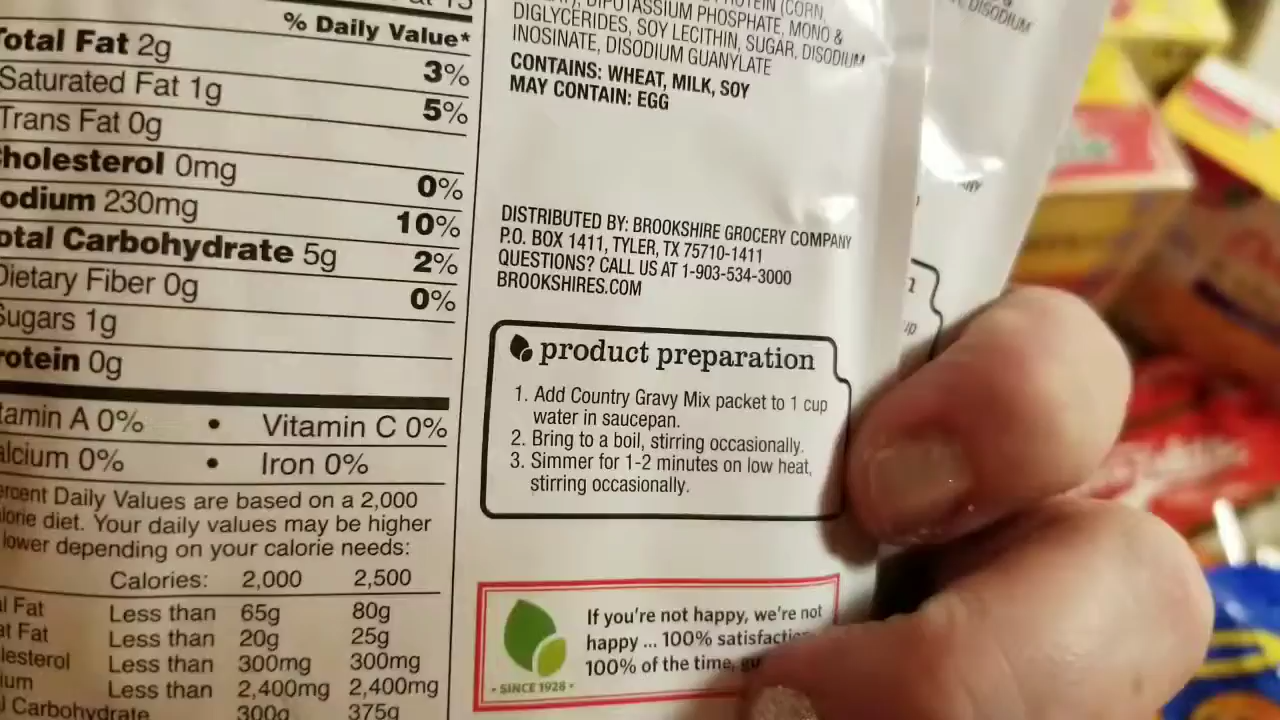 % Daily Value*
Total Fat 2g 3%
Saturated Fat 1g 5%
Trans Fat 0g
Cholesterol 0mg 0%
odium 230mg 10%
otal Carbohydrate 5g 2%
Dietary Fiber 0g 0%
Sugars 1g
rotein 0g
tamin A 0% • Vitamin C 0%
alcium 0% • Iron 0%
ercent Daily Values are based on a 2,000
alorie diet. Your daily values may be higher
lower depending on your calorie needs:
Calories: 2,000 2,500
al Fat Less than 65g 80g
at Fat Less than 20g 25g
lesterol Less than 300mg 300mg
ium Less than 2,400mg 2,400mg
l Carbohydrate 300g 375g
DIPOTASSIUM PHOSPHATE, MONO &
DIGLYCERIDES, SOY LECITHIN, SUGAR, DISODIUM
INOSINATE, DISODIUM GUANYLATE
CONTAINS: WHEAT, MILK, SOY
MAY CONTAIN: EGG
DISTRIBUTED BY: BROOKSHIRE GROCERY COMPANY
P.O. BOX 1411, TYLER, TX 75710-1411
QUESTIONS? CALL US AT 1-903-534-3000
BROOKSHIRES.COM
product preparation
1. Add Country Gravy Mix packet to 1 cup
water in saucepan.
2. Bring to a boil, stirring occasionally.
3. Simmer for 1-2 minutes on low heat,
stirring occasionally.
If you're not happy, we're not
happy ... 100% satisfactio
100% of the time, gu
• SINCE 1928 •
DISODIUM